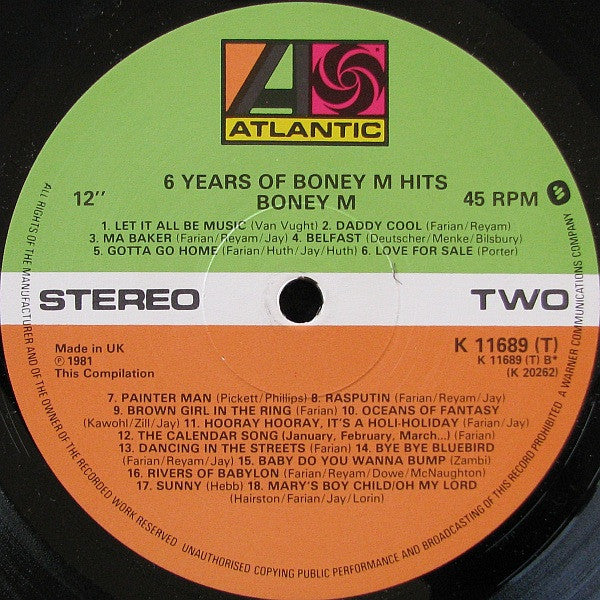 ATLANTIC
6 YEARS OF BONEY M HITS
12" BONEY M 45 RPM
1. LET IT ALL BE MUSIC (Van Vught) 2. DADDY COOL (Farian/Reyam)
3. MA BAKER (Farian/Reyam/Jay) 4. BELFAST (Deutscher/Menke/Bilsbury)
5. GOTTA GO HOME (Farian/Huth/Jay/Huth) 6. LOVE FOR SALE (Porter)
STEREO TWO
Made in UK
℗ 1981
This Compilation
K 11689 (T)
K 11689 (T) B*
(K 20262)
7. PAINTER MAN (Pickett/Phillips) 8. RASPUTIN (Farian/Reyam/Jay)
9. BROWN GIRL IN THE RING (Farian) 10. OCEANS OF FANTASY
(Kawohl/Zill/Jay) 11. HOORAY HOORAY, IT'S A HOLI-HOLIDAY (Farian/Jay)
12. THE CALENDAR SONG (January, February, March...) (Farian)
13. DANCING IN THE STREETS (Farian) 14. BYE BYE BLUEBIRD
(Farian/Reyam/Jay) 15. BABY DO YOU WANNA BUMP (Zambi)
16. RIVERS OF BABYLON (Farian/Reyam/Dowe/McNaughton)
17. SUNNY (Hebb) 18. MARY'S BOY CHILD/OH MY LORD
(Hairston/Farian/Jay/Lorin)
ALL RIGHTS OF THE MANUFACTURER AND OF THE OWNER OF THE RECORDED WORK RESERVED. UNAUTHORISED COPYING PUBLIC PERFORMANCE AND BROADCASTING OF THIS RECORD PROHIBITED. A WARNER COMMUNICATIONS COMPANY